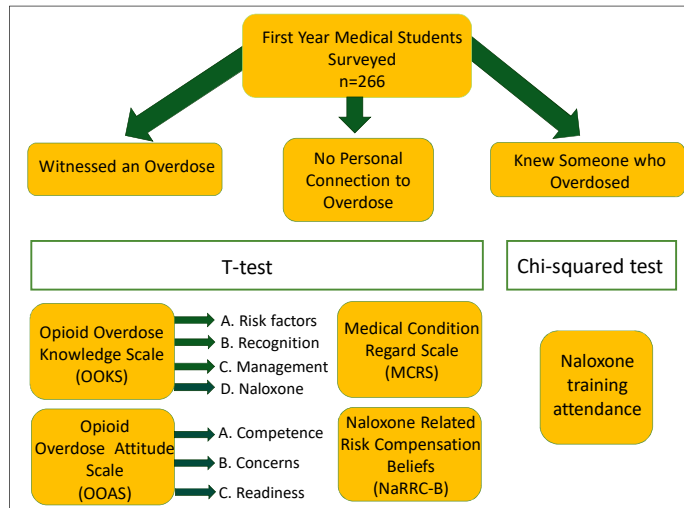 First Year Medical Students
Surveyed
n=266
Witnessed an Overdose
No Personal
Connection to
Overdose
Knew Someone who
Overdosed
T-test
Chi-squared test
Opioid Overdose
Knowledge Scale
(OOKS)
A. Risk factors
B. Recognition
C. Management
D. Naloxone
Medical Condition
Regard Scale
(MCRS)
Naloxone
training
attendance
Opioid
Overdose Attitude
Scale
(OOAS)
A. Competence
B. Concerns
C. Readiness
Naloxone Related
Risk Compensation
Beliefs
(NaRRC-B)